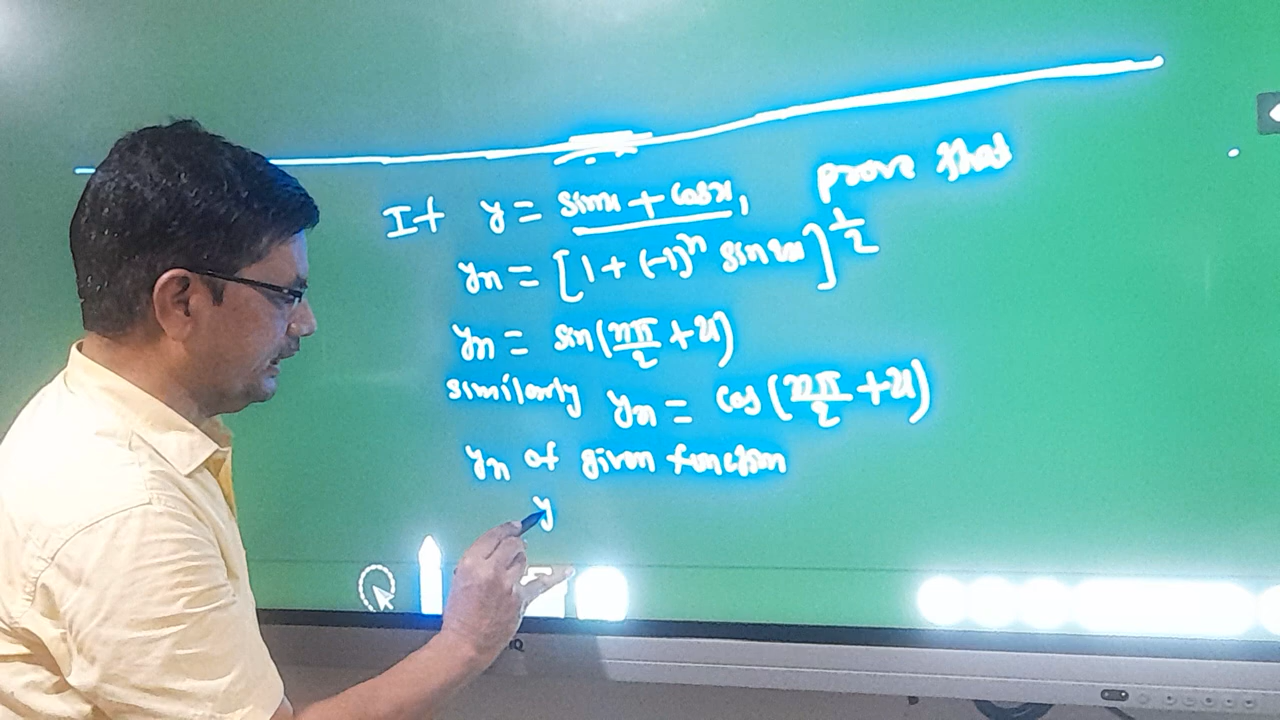 If y = sinx + cosx, prove that
yn = [1 + (-1)^n sin2x]^1/2
yn = sin(nπ/2 + x)
similarly yn = cos(nπ/2 + x)
yn of given function
y